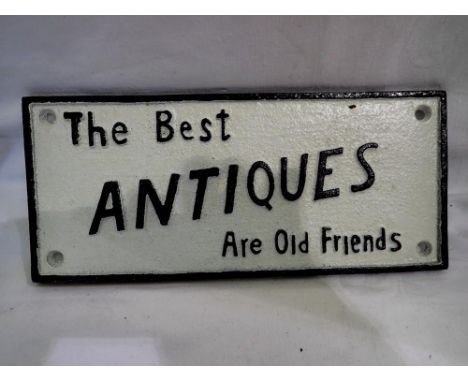 The Best
ANTIQUES
Are Old Friends